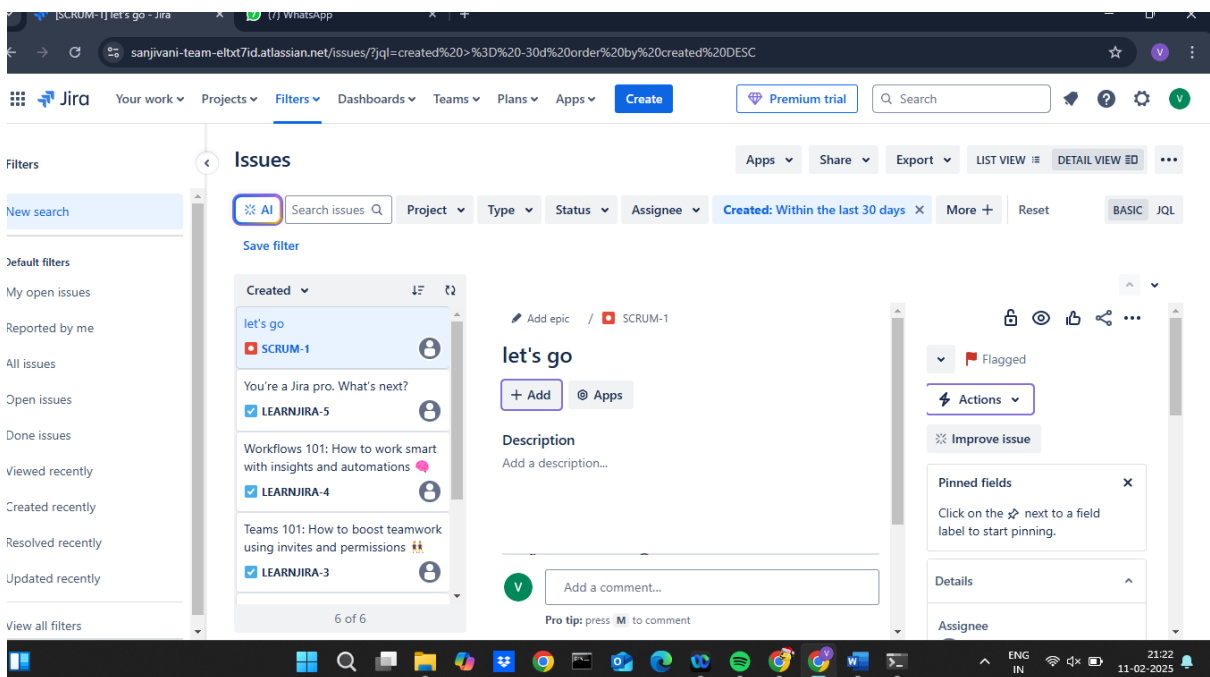 [SCRUM-1] let's go - Jira
(7) WhatsApp
sanjivani-team-eltxt7id.atlassian.net/issues/?jql=created%20>%3D%20-30d%20order%20by%20created%20DESC
Jira Your work Projects Filters Dashboards Teams Plans Apps Create Premium trial Search V
Filters
Issues
Apps Share Export LIST VIEW DETAIL VIEW
New search
AI Search issues Project Type Status Assignee Created: Within the last 30 days More + Reset BASIC JQL
Save filter
Default filters
My open issues
Reported by me
All issues
Open issues
Done issues
Viewed recently
Created recently
Resolved recently
Updated recently
View all filters
Created
let's go
SCRUM-1
You're a Jira pro. What's next?
LEARNJIRA-5
Workflows 101: How to work smart
with insights and automations 🧠
LEARNJIRA-4
Teams 101: How to boost teamwork
using invites and permissions 👯
LEARNJIRA-3
6 of 6
Add epic / SCRUM-1
let's go
+ Add Apps
Description
Add a description...
V
Add a comment...
Pro tip: press M to comment
Flagged
Actions
Improve issue
Pinned fields
Click on the 📌 next to a field
label to start pinning.
Details
Assignee
ENG
IN
21:22
11-02-2025